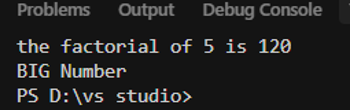 Problems Output Debug Console
the factorial of 5 is 120
BIG Number
PS D:\vs studio>